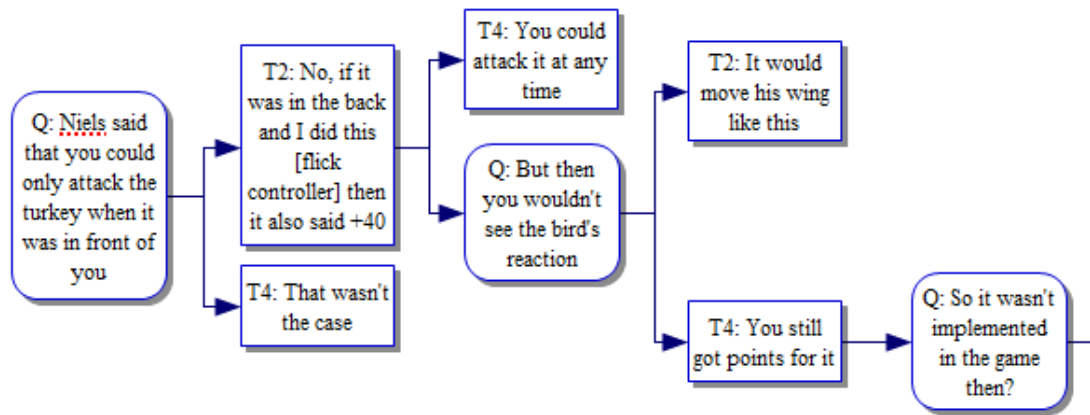 Q: Niels said
that you could
only attack the
turkey when it
was in front of
you
T2: No, if it
was in the back
and I did this
[flick
controller] then
it also said +40
T4: That wasn't
the case
T4: You could
attack it at any
time
Q: But then
you wouldn't
see the bird's
reaction
T2: It would
move his wing
like this
T4: You still
got points for it
Q: So it wasn't
implemented
in the game
then?